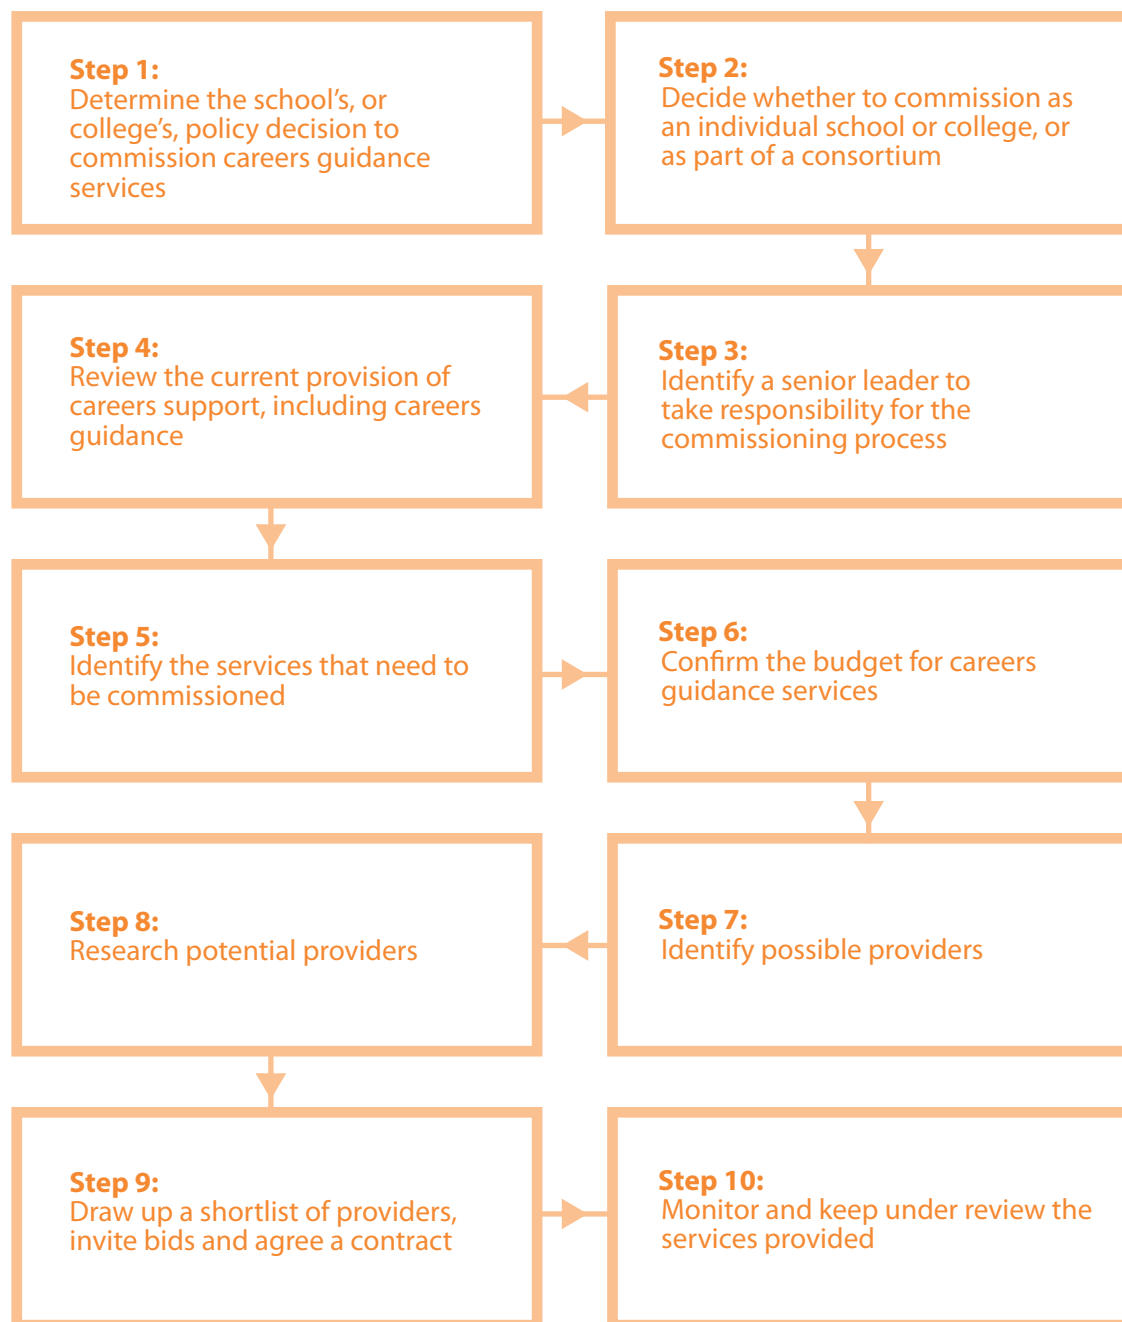 Step 1:
Determine the school’s, or
college’s, policy decision to
commission careers guidance
services
Step 2:
Decide whether to commission as
an individual school or college, or
as part of a consortium
Step 3:
Identify a senior leader to
take responsibility for the
commissioning process
Step 4:
Review the current provision of
careers support, including careers
guidance
Step 5:
Identify the services that need to
be commissioned
Step 6:
Confirm the budget for careers
guidance services
Step 7:
Identify possible providers
Step 8:
Research potential providers
Step 9:
Draw up a shortlist of providers,
invite bids and agree a contract
Step 10:
Monitor and keep under review the
services provided